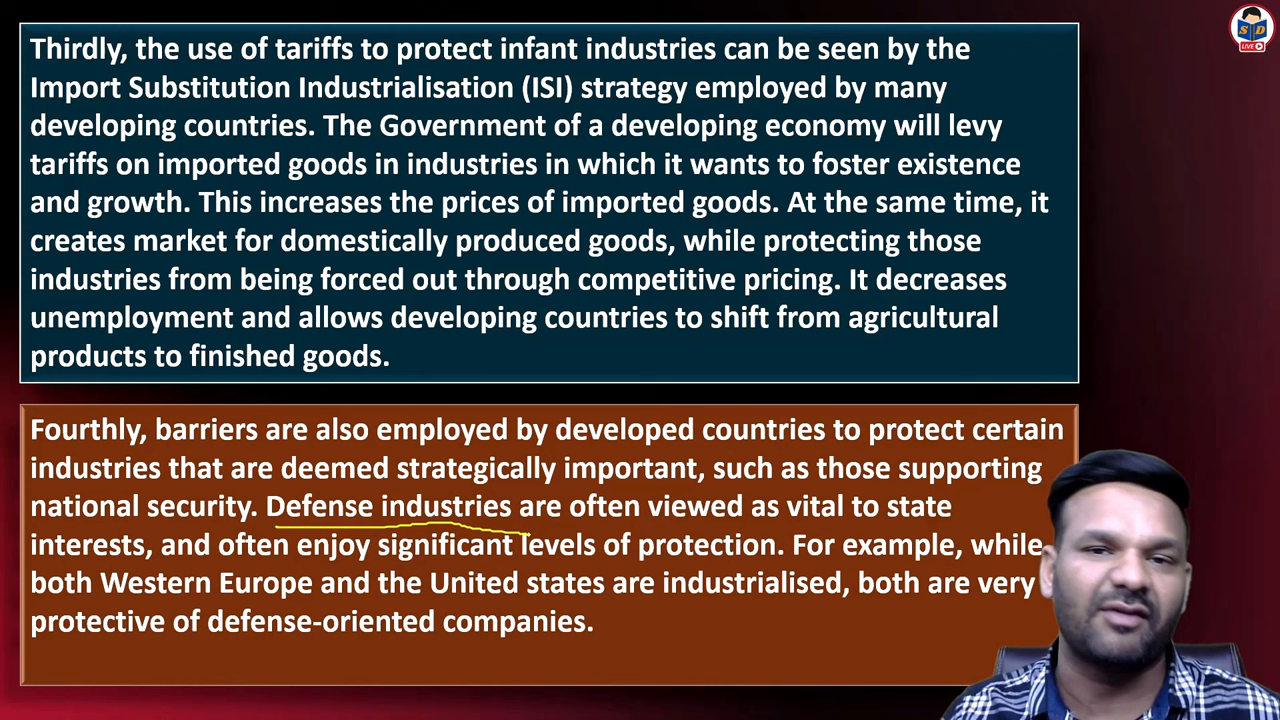 Thirdly, the use of tariffs to protect infant industries can be seen by the
Import Substitution Industrialisation (ISI) strategy employed by many
developing countries. The Government of a developing economy will levy
tariffs on imported goods in industries in which it wants to foster existence
and growth. This increases the prices of imported goods. At the same time, it
creates market for domestically produced goods, while protecting those
industries from being forced out through competitive pricing. It decreases
unemployment and allows developing countries to shift from agricultural
products to finished goods.
Fourthly, barriers are also employed by developed countries to protect certain
industries that are deemed strategically important, such as those supporting
national security. Defense industries are often viewed as vital to state
interests, and often enjoy significant levels of protection. For example, while
both Western Europe and the United states are industrialised, both are very
protective of defense-oriented companies.
S D
LIVE